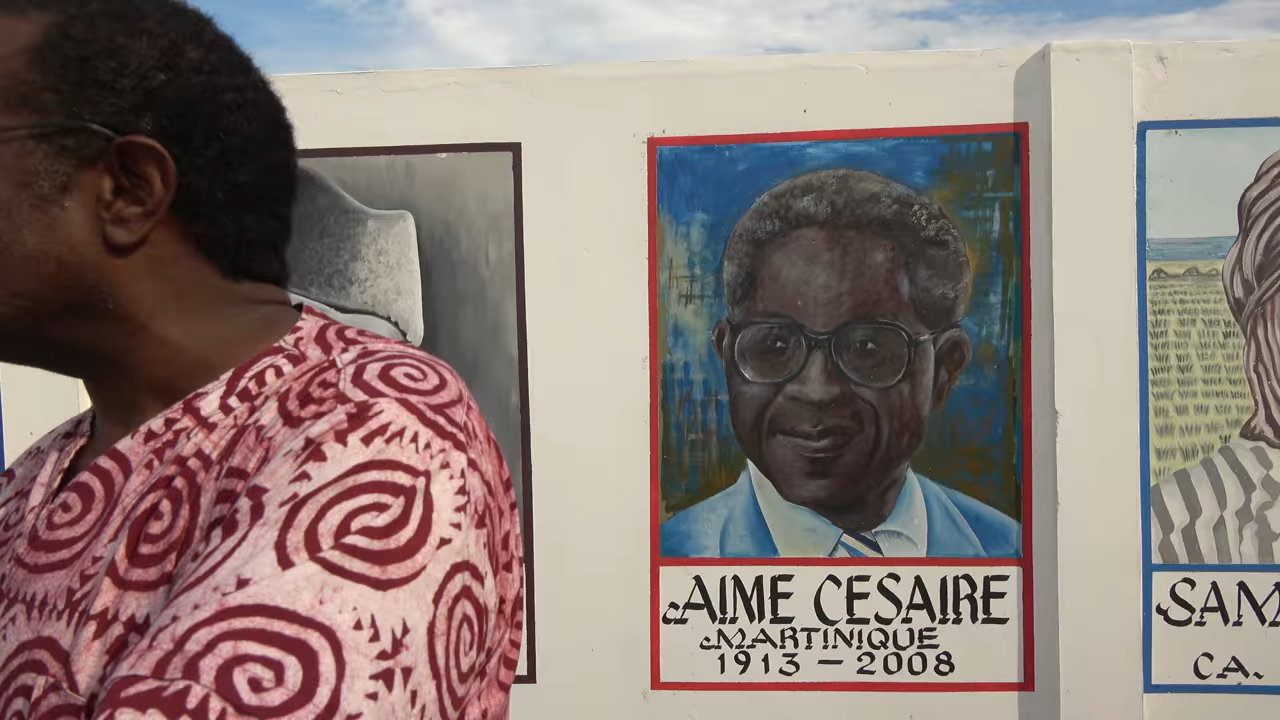 AIME CESAIRE
MARTINIQUE
1913 – 2008
SAM
CA.